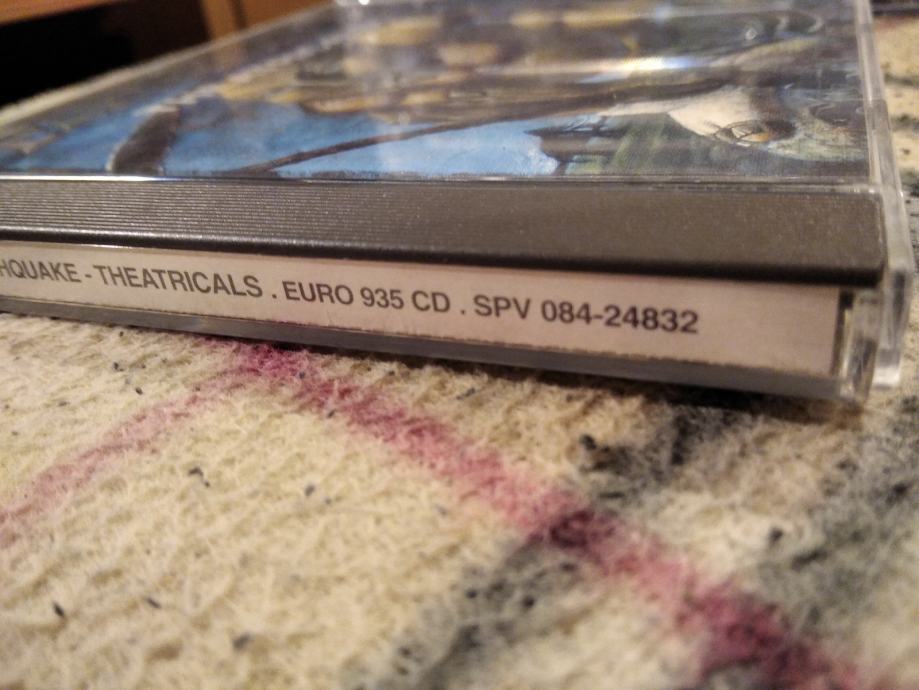 HQUAKE - THEATRICALS . EURO 935 CD . SPV 084-24832